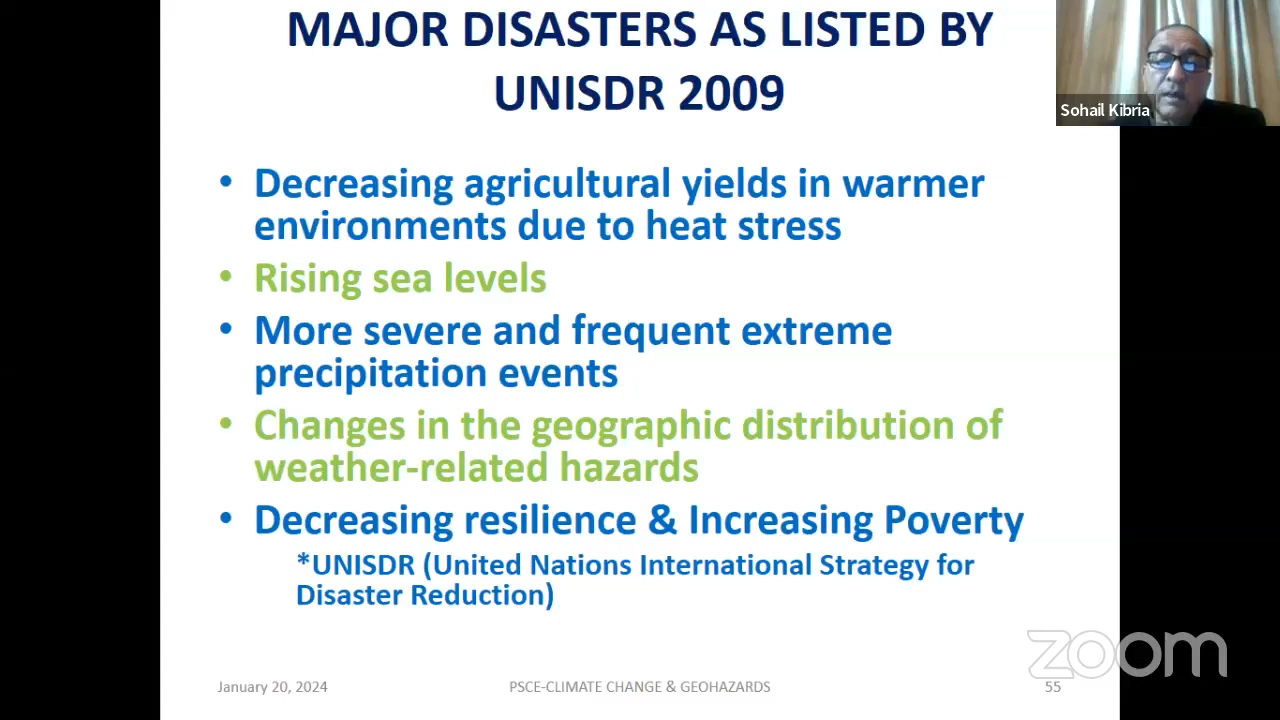 MAJOR DISASTERS AS LISTED BY
UNISDR 2009
Sohail Kibria
• Decreasing agricultural yields in warmer
environments due to heat stress
• Rising sea levels
• More severe and frequent extreme
precipitation events
• Changes in the geographic distribution of
weather-related hazards
• Decreasing resilience & Increasing Poverty
*UNISDR (United Nations International Strategy for
Disaster Reduction)
zoom
January 20, 2024
PSCE-CLIMATE CHANGE & GEOHAZARDS
55